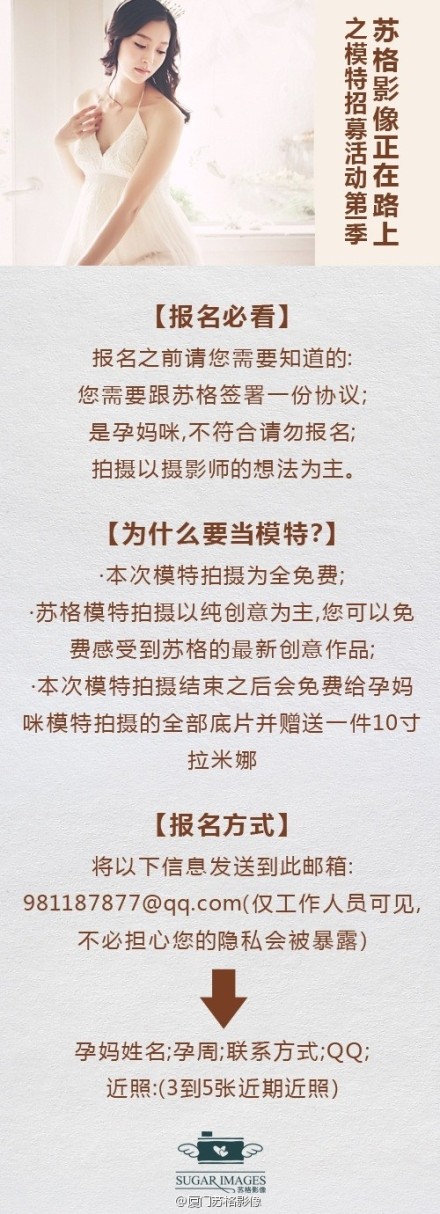 苏格影像正在路上
之模特招募活动第一季
【报名必看】
报名之前请您需要知道的:
您需要跟苏格签署一份协议;
是孕妈咪,不符合请勿报名;
拍摄以摄影师的想法为主。
【为什么要当模特?】
·本次模特拍摄为全免费;
·苏格模特拍摄以纯创意为主,您可以免
费感受到苏格的最新创意作品;
·本次模特拍摄结束之后会免费给孕妈
咪模特拍摄的全部底片并赠送一件10寸
拉米娜
【报名方式】
将以下信息发送到此邮箱:
981187877@qq.com(仅工作人员可见,
不必担心您的隐私会被暴露)
孕妈姓名;孕周;联系方式;QQ;
近照:(3到5张近期近照)
SUGAR IMAGES
苏格影像
@厦门苏格影像